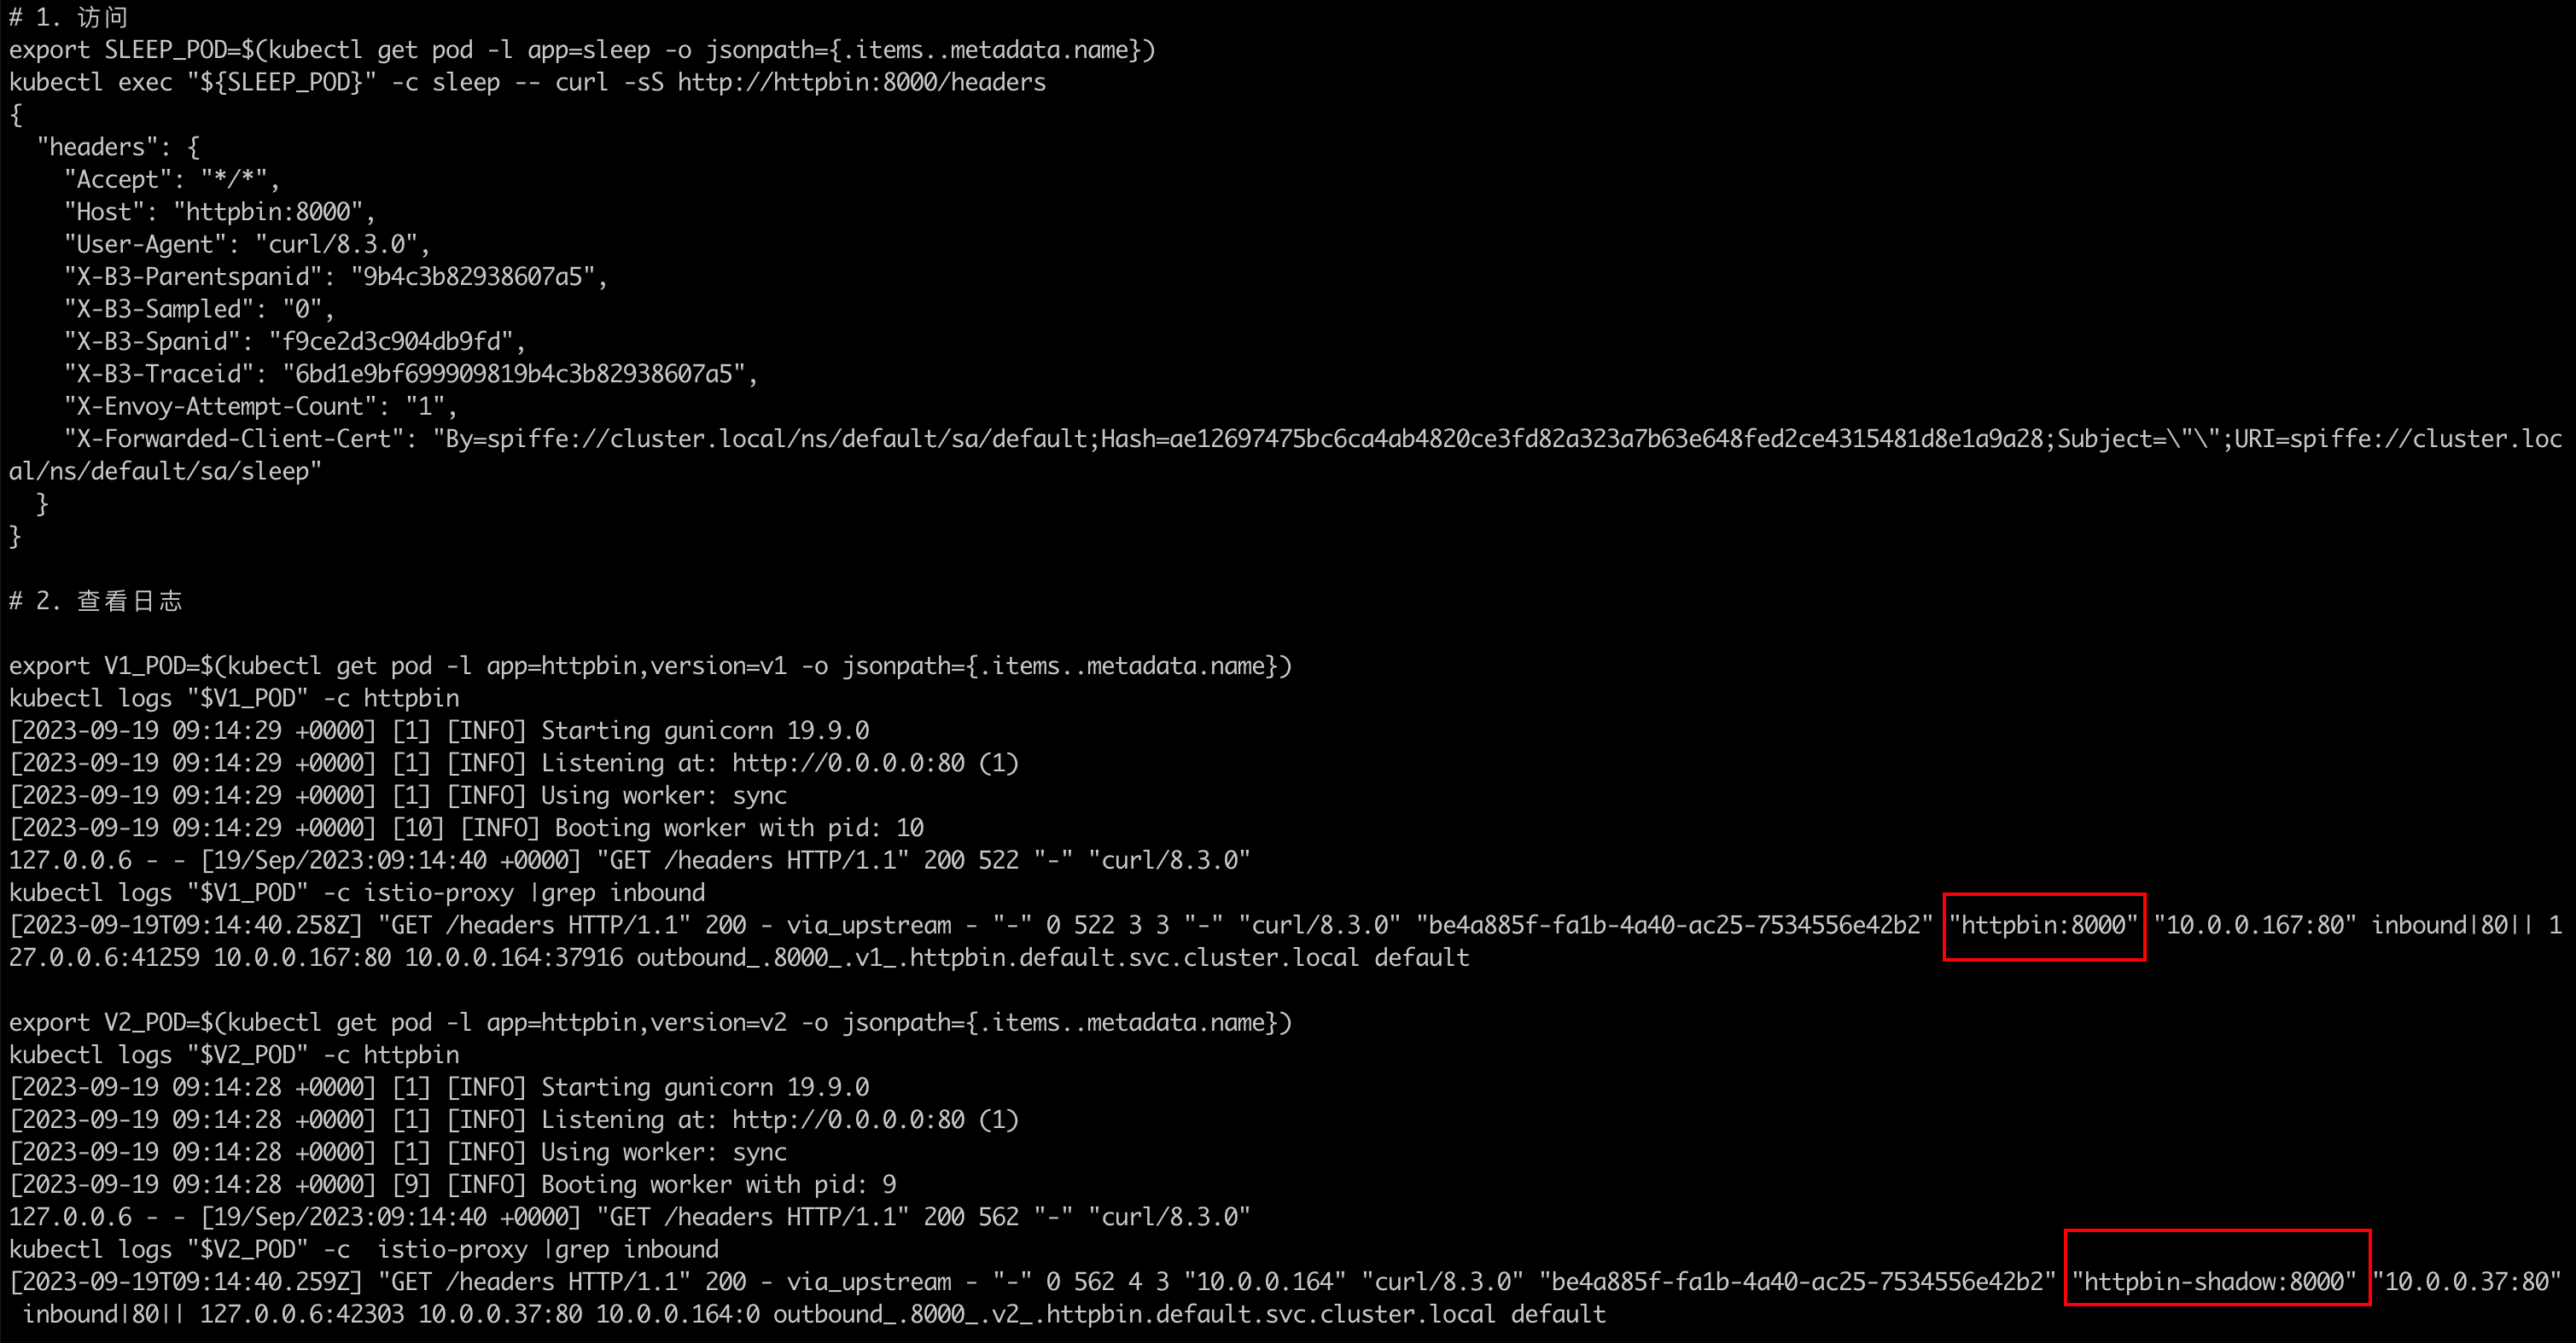 # 1. 访问
export SLEEP_POD=$(kubectl get pod -l app=sleep -o jsonpath={.items..metadata.name})
kubectl exec "${SLEEP_POD}" -c sleep -- curl -sS http://httpbin:8000/headers
{
  "headers": {
    "Accept": "*/*",
    "Host": "httpbin:8000",
    "User-Agent": "curl/8.3.0",
    "X-B3-Parentspanid": "9b4c3b82938607a5",
    "X-B3-Sampled": "0",
    "X-B3-Spanid": "f9ce2d3c904db9fd",
    "X-B3-Traceid": "6bd1e9bf699909819b4c3b82938607a5",
    "X-Envoy-Attempt-Count": "1",
    "X-Forwarded-Client-Cert": "By=spiffe://cluster.local/ns/default/sa/default;Hash=ae12697475bc6ca4ab4820ce3fd82a323a7b63e648fed2ce4315481d8e1a9a28;Subject=\"\";URI=spiffe://cluster.loc
al/ns/default/sa/sleep"
  }
}
# 2. 查看日志
export V1_POD=$(kubectl get pod -l app=httpbin,version=v1 -o jsonpath={.items..metadata.name})
kubectl logs "$V1_POD" -c httpbin
[2023-09-19 09:14:29 +0000] [1] [INFO] Starting gunicorn 19.9.0
[2023-09-19 09:14:29 +0000] [1] [INFO] Listening at: http://0.0.0.0:80 (1)
[2023-09-19 09:14:29 +0000] [1] [INFO] Using worker: sync
[2023-09-19 09:14:29 +0000] [10] [INFO] Booting worker with pid: 10
127.0.0.6 - - [19/Sep/2023:09:14:40 +0000] "GET /headers HTTP/1.1" 200 522 "-" "curl/8.3.0"
kubectl logs "$V1_POD" -c istio-proxy |grep inbound
[2023-09-19T09:14:40.258Z] "GET /headers HTTP/1.1" 200 - via_upstream - "-" 0 522 3 3 "-" "curl/8.3.0" "be4a885f-fa1b-4a40-ac25-7534556e42b2" "httpbin:8000" "10.0.0.167:80" inbound|80|| 1
27.0.0.6:41259 10.0.0.167:80 10.0.0.164:37916 outbound_.8000_.v1_.httpbin.default.svc.cluster.local default
export V2_POD=$(kubectl get pod -l app=httpbin,version=v2 -o jsonpath={.items..metadata.name})
kubectl logs "$V2_POD" -c httpbin
[2023-09-19 09:14:28 +0000] [1] [INFO] Starting gunicorn 19.9.0
[2023-09-19 09:14:28 +0000] [1] [INFO] Listening at: http://0.0.0.0:80 (1)
[2023-09-19 09:14:28 +0000] [1] [INFO] Using worker: sync
[2023-09-19 09:14:28 +0000] [9] [INFO] Booting worker with pid: 9
127.0.0.6 - - [19/Sep/2023:09:14:40 +0000] "GET /headers HTTP/1.1" 200 562 "-" "curl/8.3.0"
kubectl logs "$V2_POD" -c  istio-proxy |grep inbound
[2023-09-19T09:14:40.259Z] "GET /headers HTTP/1.1" 200 - via_upstream - "-" 0 562 4 3 "10.0.0.164" "curl/8.3.0" "be4a885f-fa1b-4a40-ac25-7534556e42b2" "httpbin-shadow:8000" "10.0.0.37:80"
 inbound|80|| 127.0.0.6:42303 10.0.0.37:80 10.0.0.164:0 outbound_.8000_.v2_.httpbin.default.svc.cluster.local default